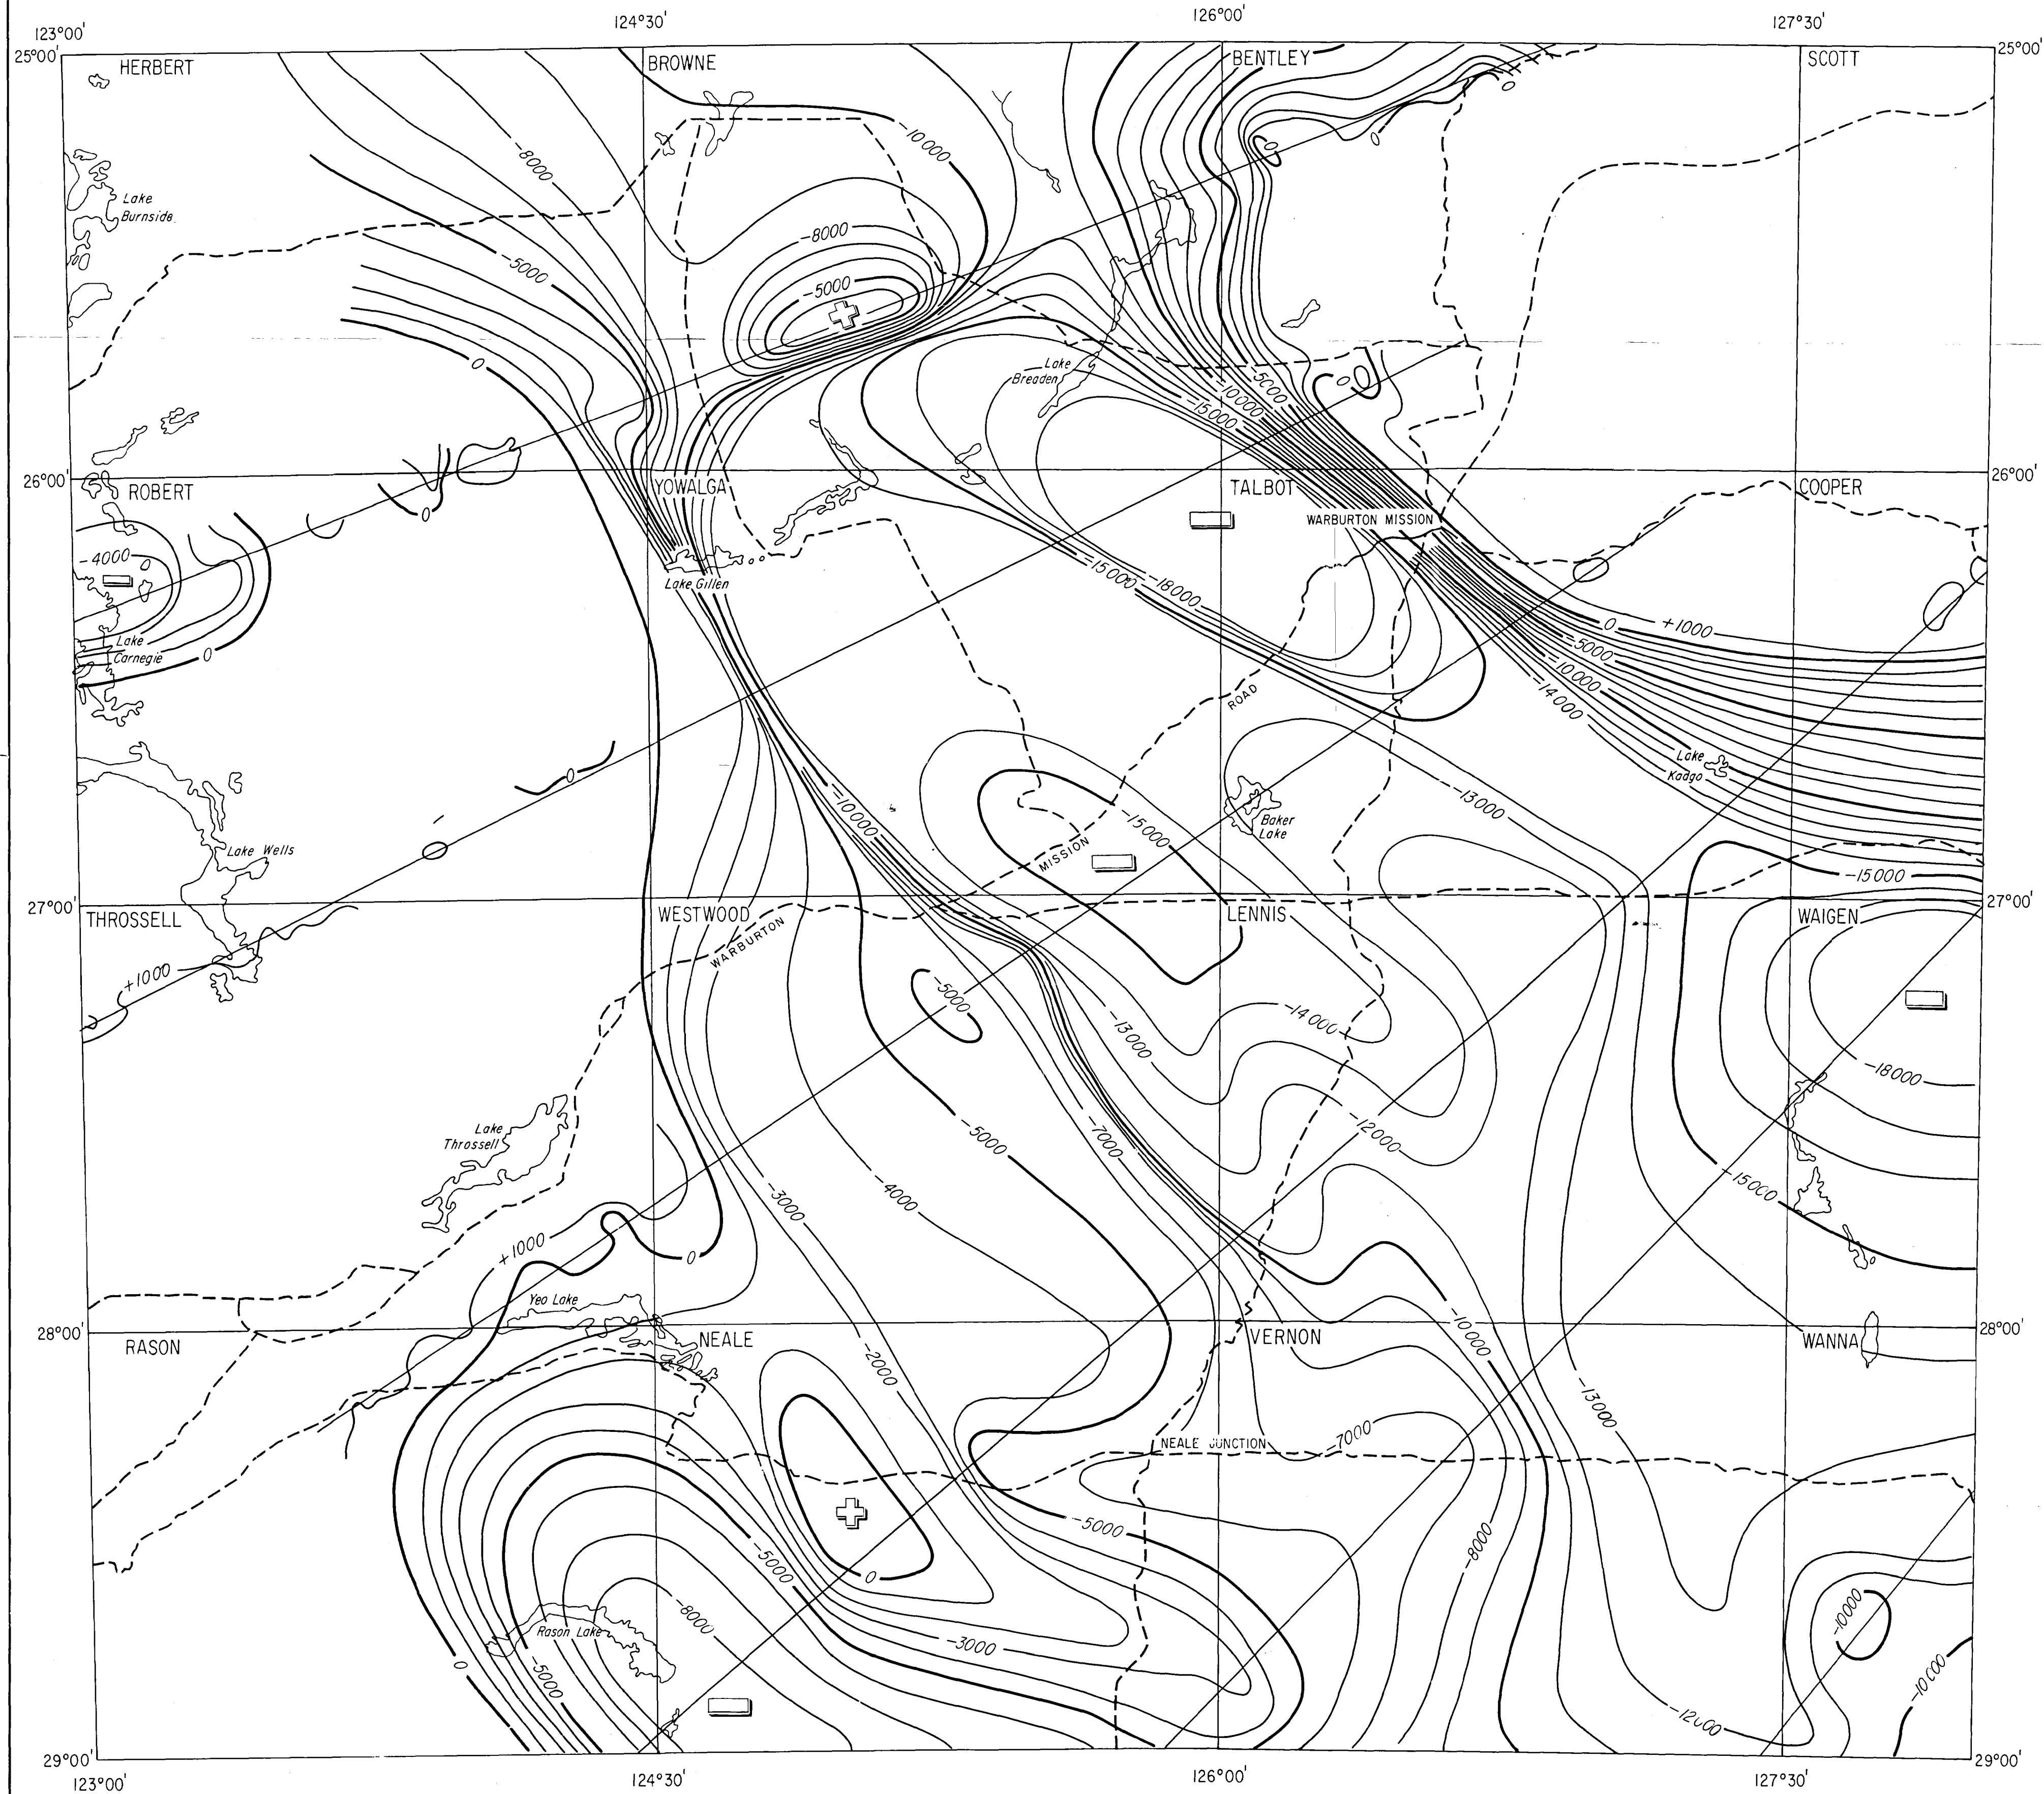 123°00' 124°30' 126°00' 127°30'
25°00' 25°00'
HERBERT BROWNE BENTLEY SCOTT
0
-10000
0
-8000
Lake
Burnside
-8000
-5000
-5000
0
Lake
Breaden
-5000
-10000
-15000
0
26°00' 26°00'
ROBERT YOWALGA TALBOT COOPER
0
WARBURTON MISSION
-4000
Lake Gillen
-15000
-18000
0
+1000
Lake
Carnegie
0
-5000
-10000
-14000
ROAD
Lake
Kadgo
0
-13000
-10000
-15000
Baker
Lake
Lake Wells
MISSION
-15000
27°00' 27°00'
THROSSELL WESTWOOD LENNIS WAIGEN
WARBURTON
+1000
-5000
-14000
-13000
-18000
Lake
Throssell
-5000
-7000
-12000
-4000
-3000
-15000
+1000
0
Yeo Lake
-10000
28°00' 28°00'
RASON NEALE VERNON WANNA
-2000
-13000
NEALE JUNCTION
-7000
-5000
-5000
-8000
0
-8000
-10000
Rason Lake
-3000
0
-5000
-10000
-12000
29°00' 29°00'
123°00' 124°30' 126°00' 127°30'